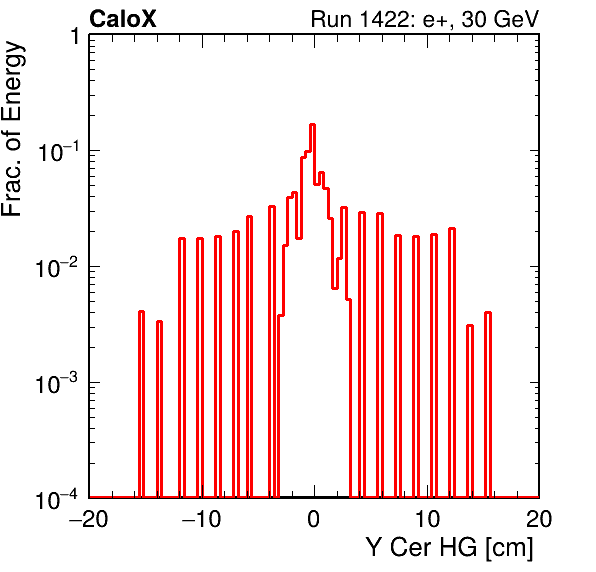 CaloX Run 1422: e+, 30 GeV
Frac. of Energy
1
10⁻¹
10⁻²
10⁻³
10⁻⁴
−20 −10 0 10 20
Y Cer HG [cm]